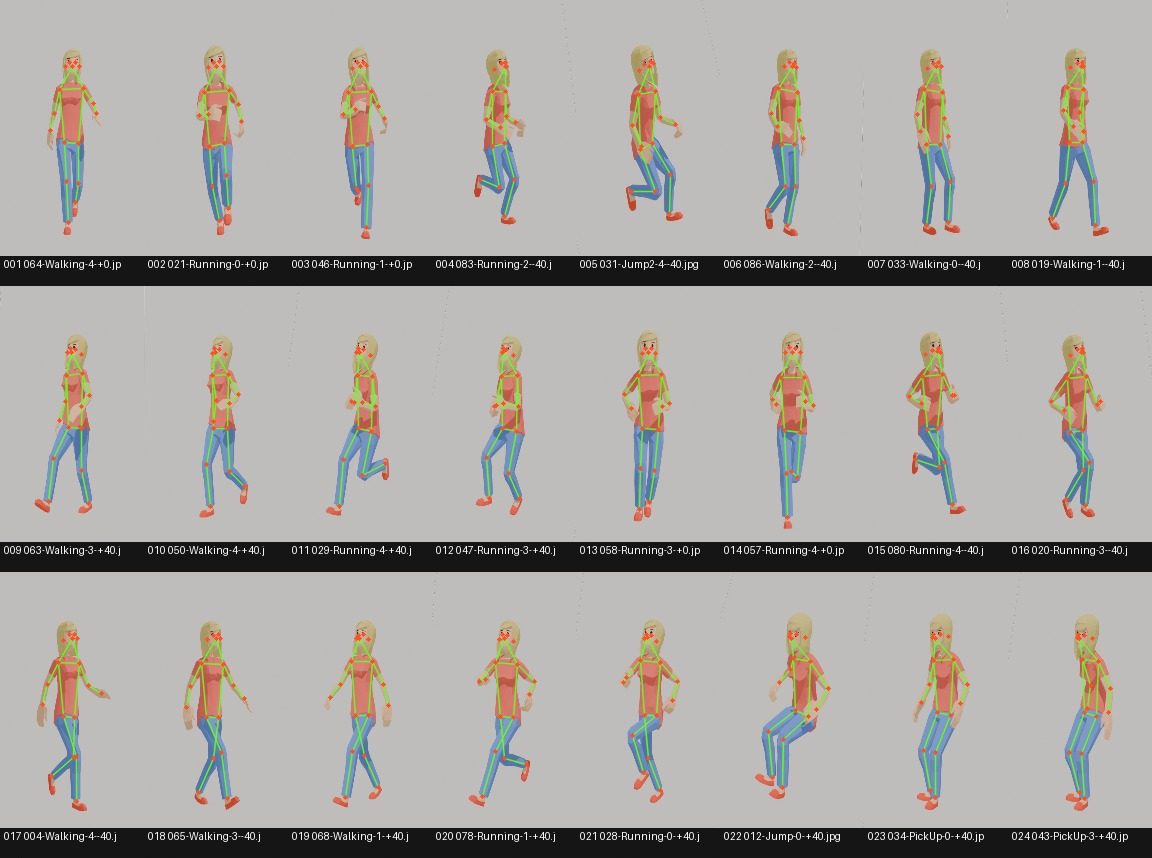 001 064-Walking-4-+0.jp
002 021-Running-0-+0.jp
003 046-Running-1-+0.jp
004 083-Running-2--40.j
005 031-Jump2-4--40.jpg
006 086-Walking-2--40.j
007 033-Walking-0--40.j
008 019-Walking-1--40.j
009 063-Walking-3-+40.j
010 050-Walking-4-+40.j
011 029-Running-4-+40.j
012 047-Running-3-+40.j
013 058-Running-3-+0.jp
014 057-Running-4-+0.jp
015 080-Running-4--40.j
016 020-Running-3--40.j
017 004-Walking-4--40.j
018 065-Walking-3--40.j
019 068-Walking-1-+40.j
020 078-Running-1-+40.j
021 028-Running-0-+40.j
022 012-Jump-0-+40.jpg
023 034-PickUp-0-+40.jp
024 043-PickUp-3-+40.jp